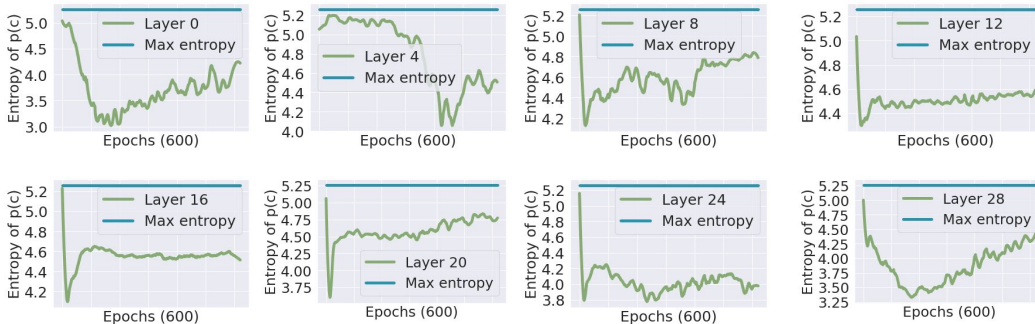 Entropy of p(c)
5.0
4.5
4.0
3.5
3.0
Layer 0
Max entropy
Epochs (600)
Entropy of p(c)
5.2
5.0
4.8
4.6
4.4
4.2
4.0
Layer 4
Max entropy
Epochs (600)
Entropy of p(c)
5.2
5.0
4.8
4.6
4.4
4.2
Layer 8
Max entropy
Epochs (600)
Entropy of p(c)
5.2
5.0
4.8
4.6
4.4
Layer 12
Max entropy
Epochs (600)
Entropy of p(c)
5.2
5.0
4.8
4.6
4.4
4.2
Layer 16
Max entropy
Epochs (600)
Entropy of p(c)
5.25
5.00
4.75
4.50
4.25
4.00
3.75
Layer 20
Max entropy
Epochs (600)
Entropy of p(c)
5.2
5.0
4.8
4.6
4.4
4.2
4.0
3.8
Layer 24
Max entropy
Epochs (600)
Entropy of p(c)
5.25
5.00
4.75
4.50
4.25
4.00
3.75
3.50
3.25
Layer 28
Max entropy
Epochs (600)